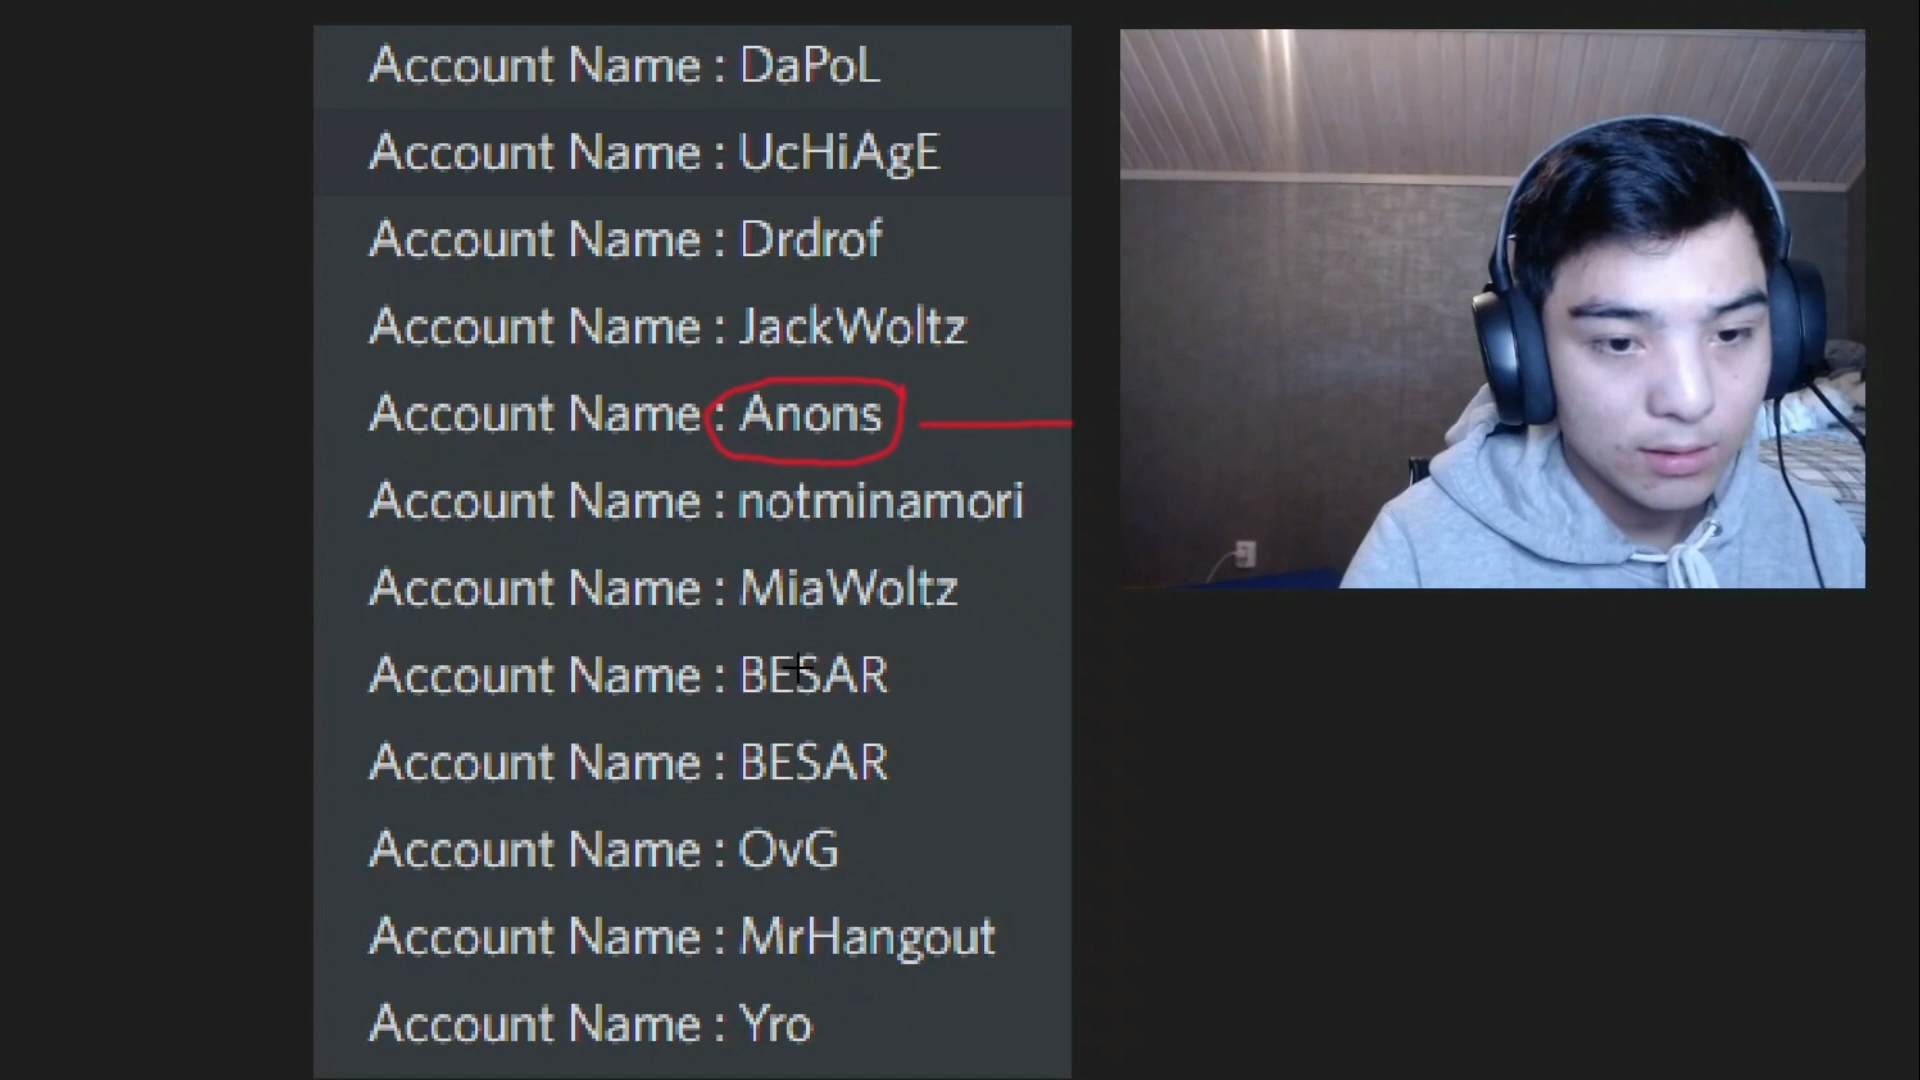 Account Name : DaPoL
Account Name : UcHiAgE
Account Name : Drdrof
Account Name : JackWoltz
Account Name : Anons
Account Name : notminamori
Account Name : MiaWoltz
Account Name : BESAR
Account Name : BESAR
Account Name : OvG
Account Name : MrHangout
Account Name : Yro